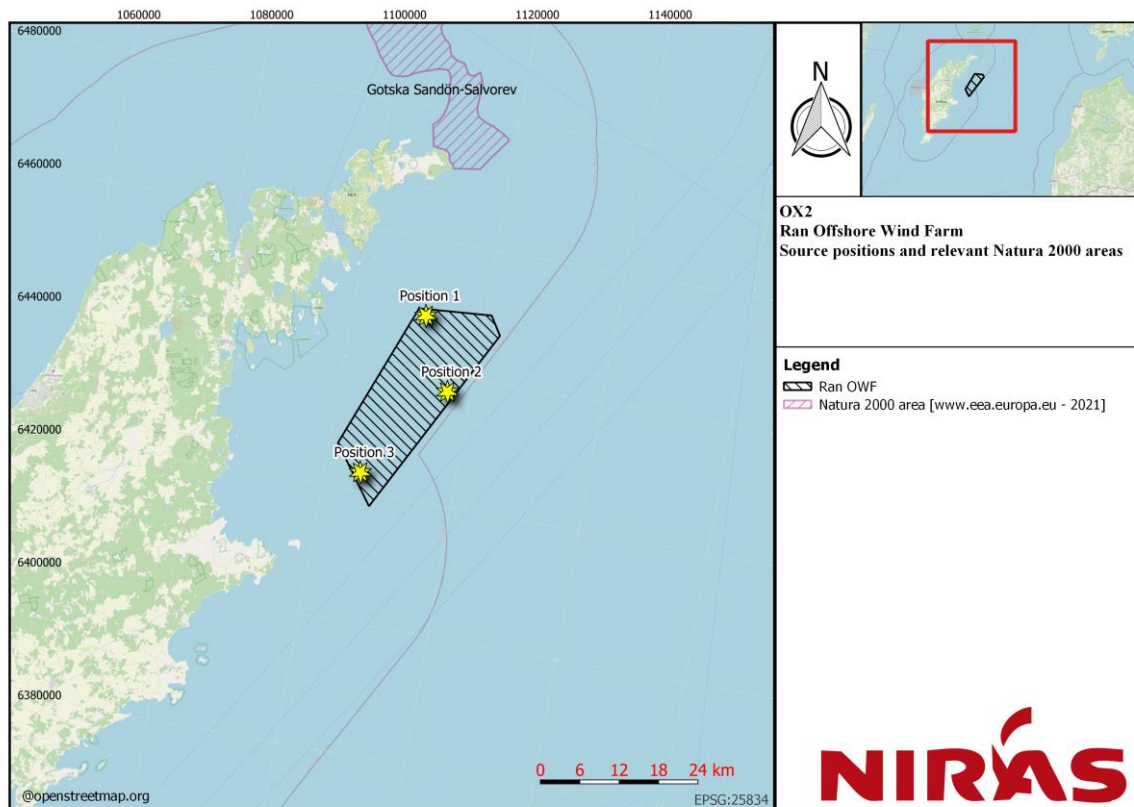 1060000 1080000 1100000 1120000 1140000
6480000
Gotska Sandön-Salvorev
6460000
6440000
Position 1
Position 2
6420000
Position 3
6400000
6380000
0 6 12 18 24 km
@openstreetmap.org
EPSG:25834
N
OX2
Ran Offshore Wind Farm
Source positions and relevant Natura 2000 areas
Legend
Ran OWF
Natura 2000 area [www.eea.europa.eu - 2021]
NIRAS